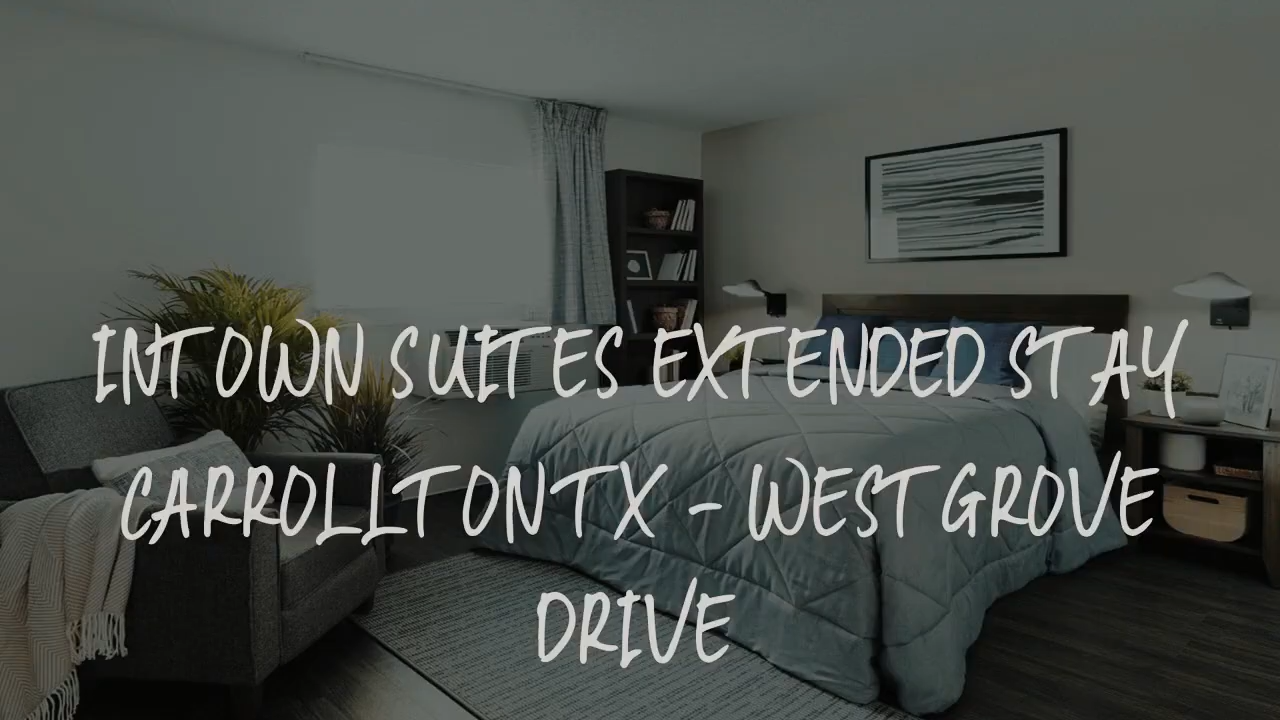 INTOWN SUITES EXTENDED STAY
CARROLLTON TX - WEST GROVE
DRIVE